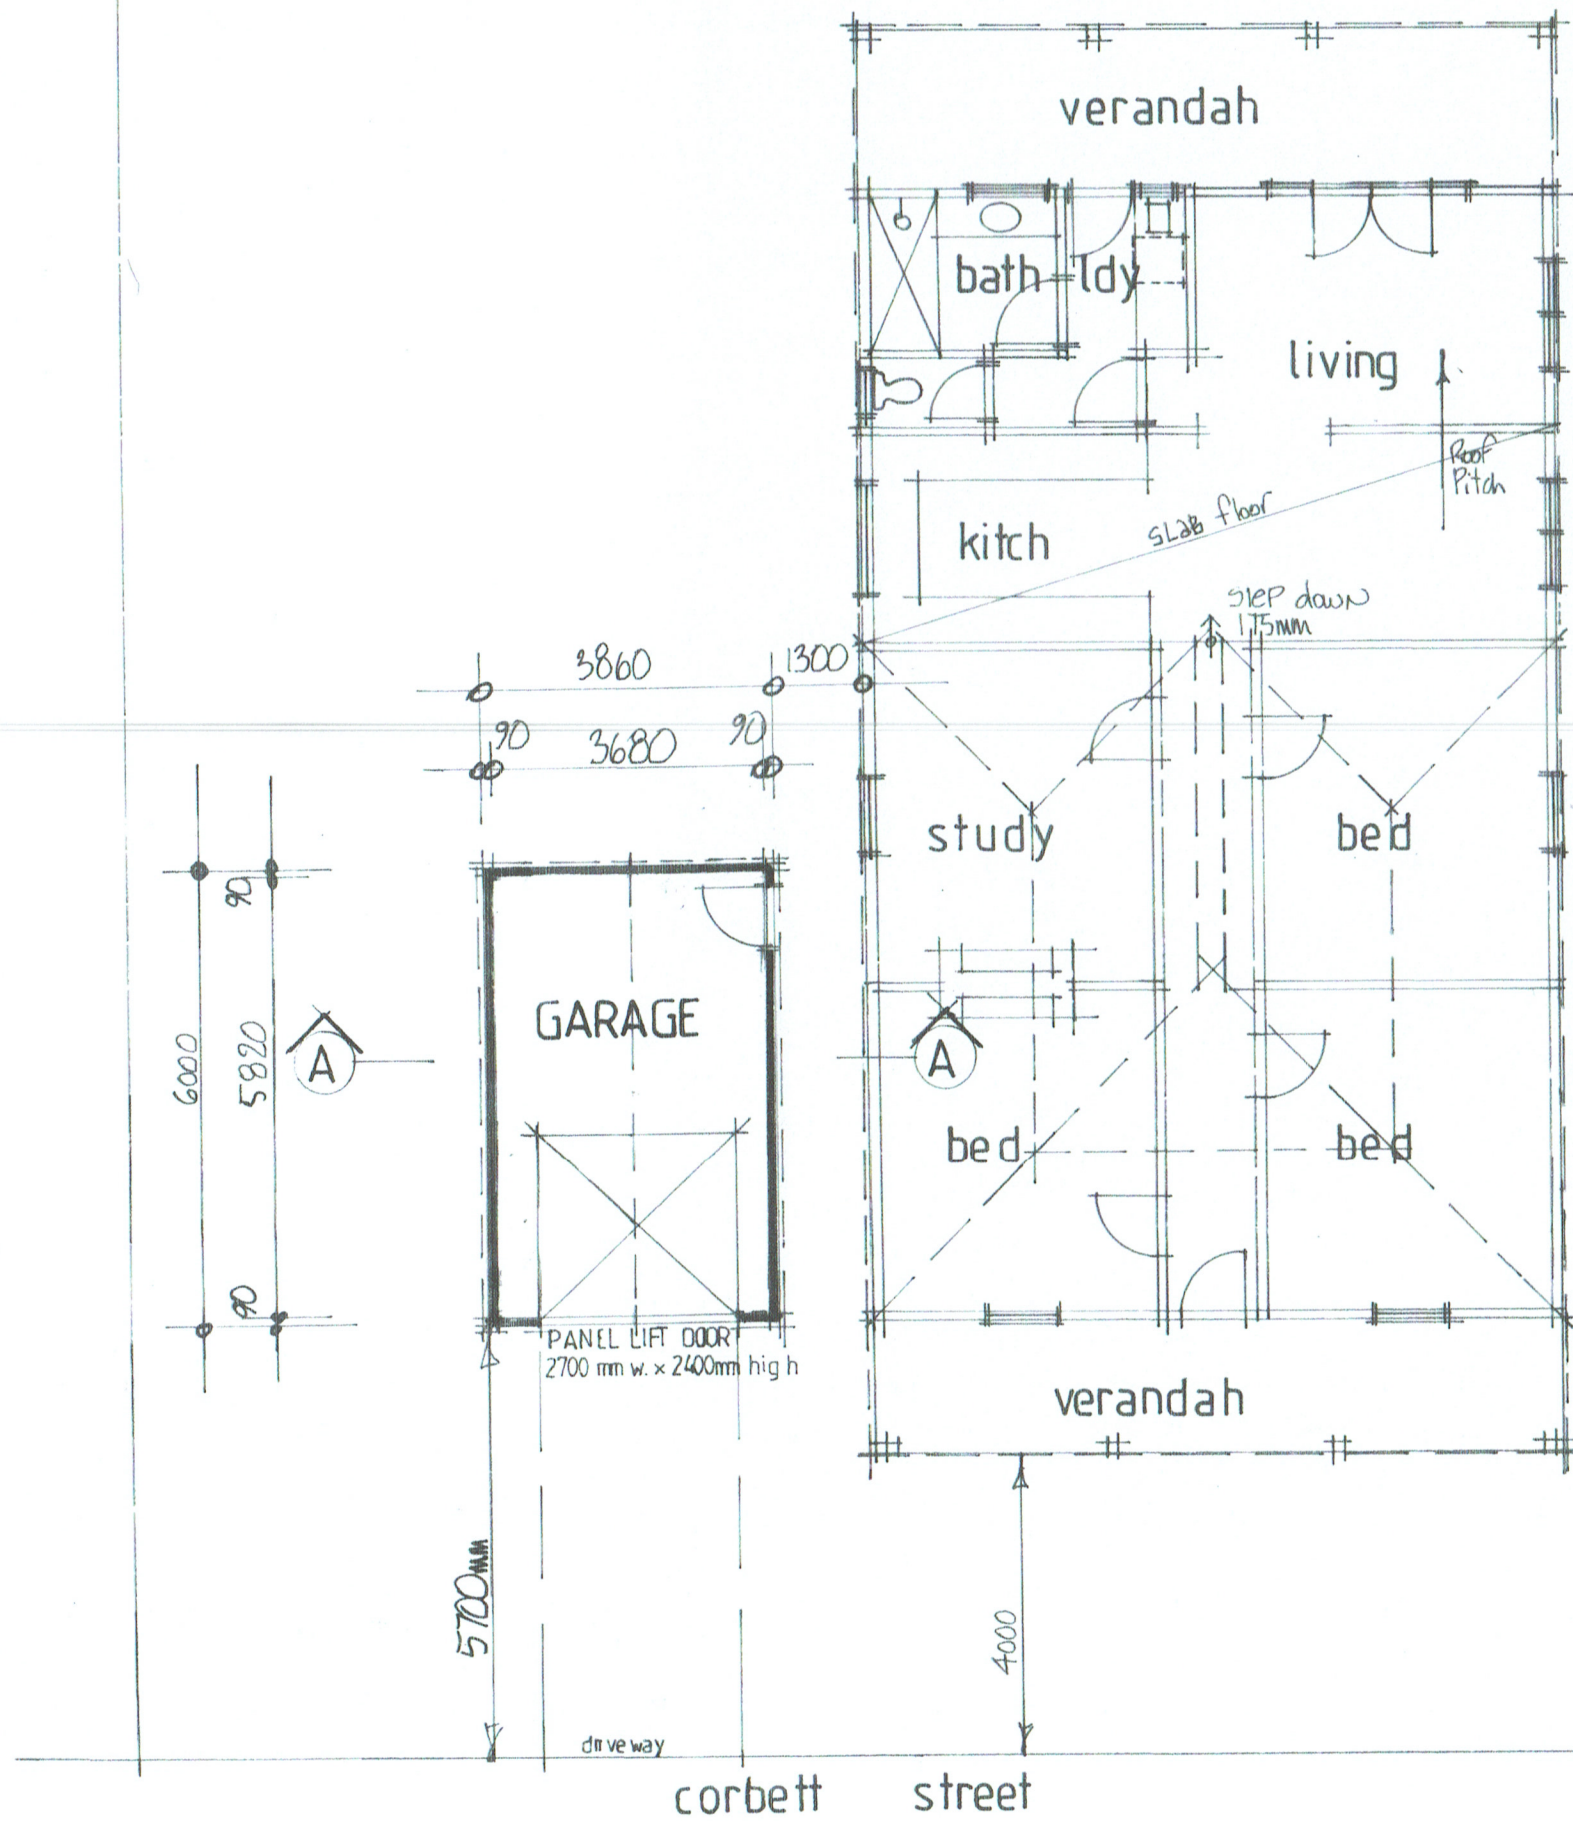 verandah
bath
ldy
living
Roof
Pitch
SLAB floor
kitch
step down
175mm
3860
1300
90
3680
90
study
bed
90
GARAGE
6000
5820
A
A
bed
bed
90
PANEL LIFT DOOR
2700 mm w. x 2400mm high
verandah
5700mm
4000
driveway
corbett street